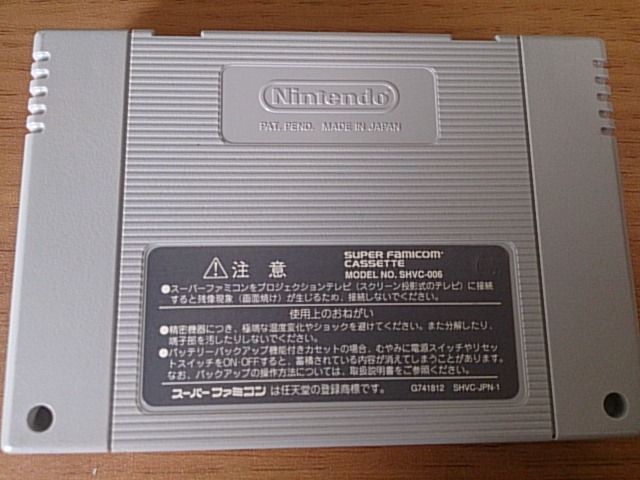 Nintendo
PAT. PEND. MADE IN JAPAN
⚠注 意
SUPER FAMICOM
CASSETTE
MODEL NO. SHVC-006
●スーパーファミコンをプロジェクションテレビ(スクリーン投影式のテレビ)に接続
すると残像現象(画面焼け)が生じるため、接続しないでください。
使用上のおねがい
●精密機器につき、極端な温度変化やショックを避けてください。また分解したり、
端子部を汚したりしないでください。
●バッテリーバックアップ機能付きカセットの場合、むやみに電源スイッチやリセッ
トスイッチをON・OFFすると、蓄積されている内容が消えてしまうことがあります。
なお、バックアップの操作方法については、取扱説明書をご参照ください。
スーパーファミコン は任天堂の登録商標です。
G741812 SHVC-JPN-1